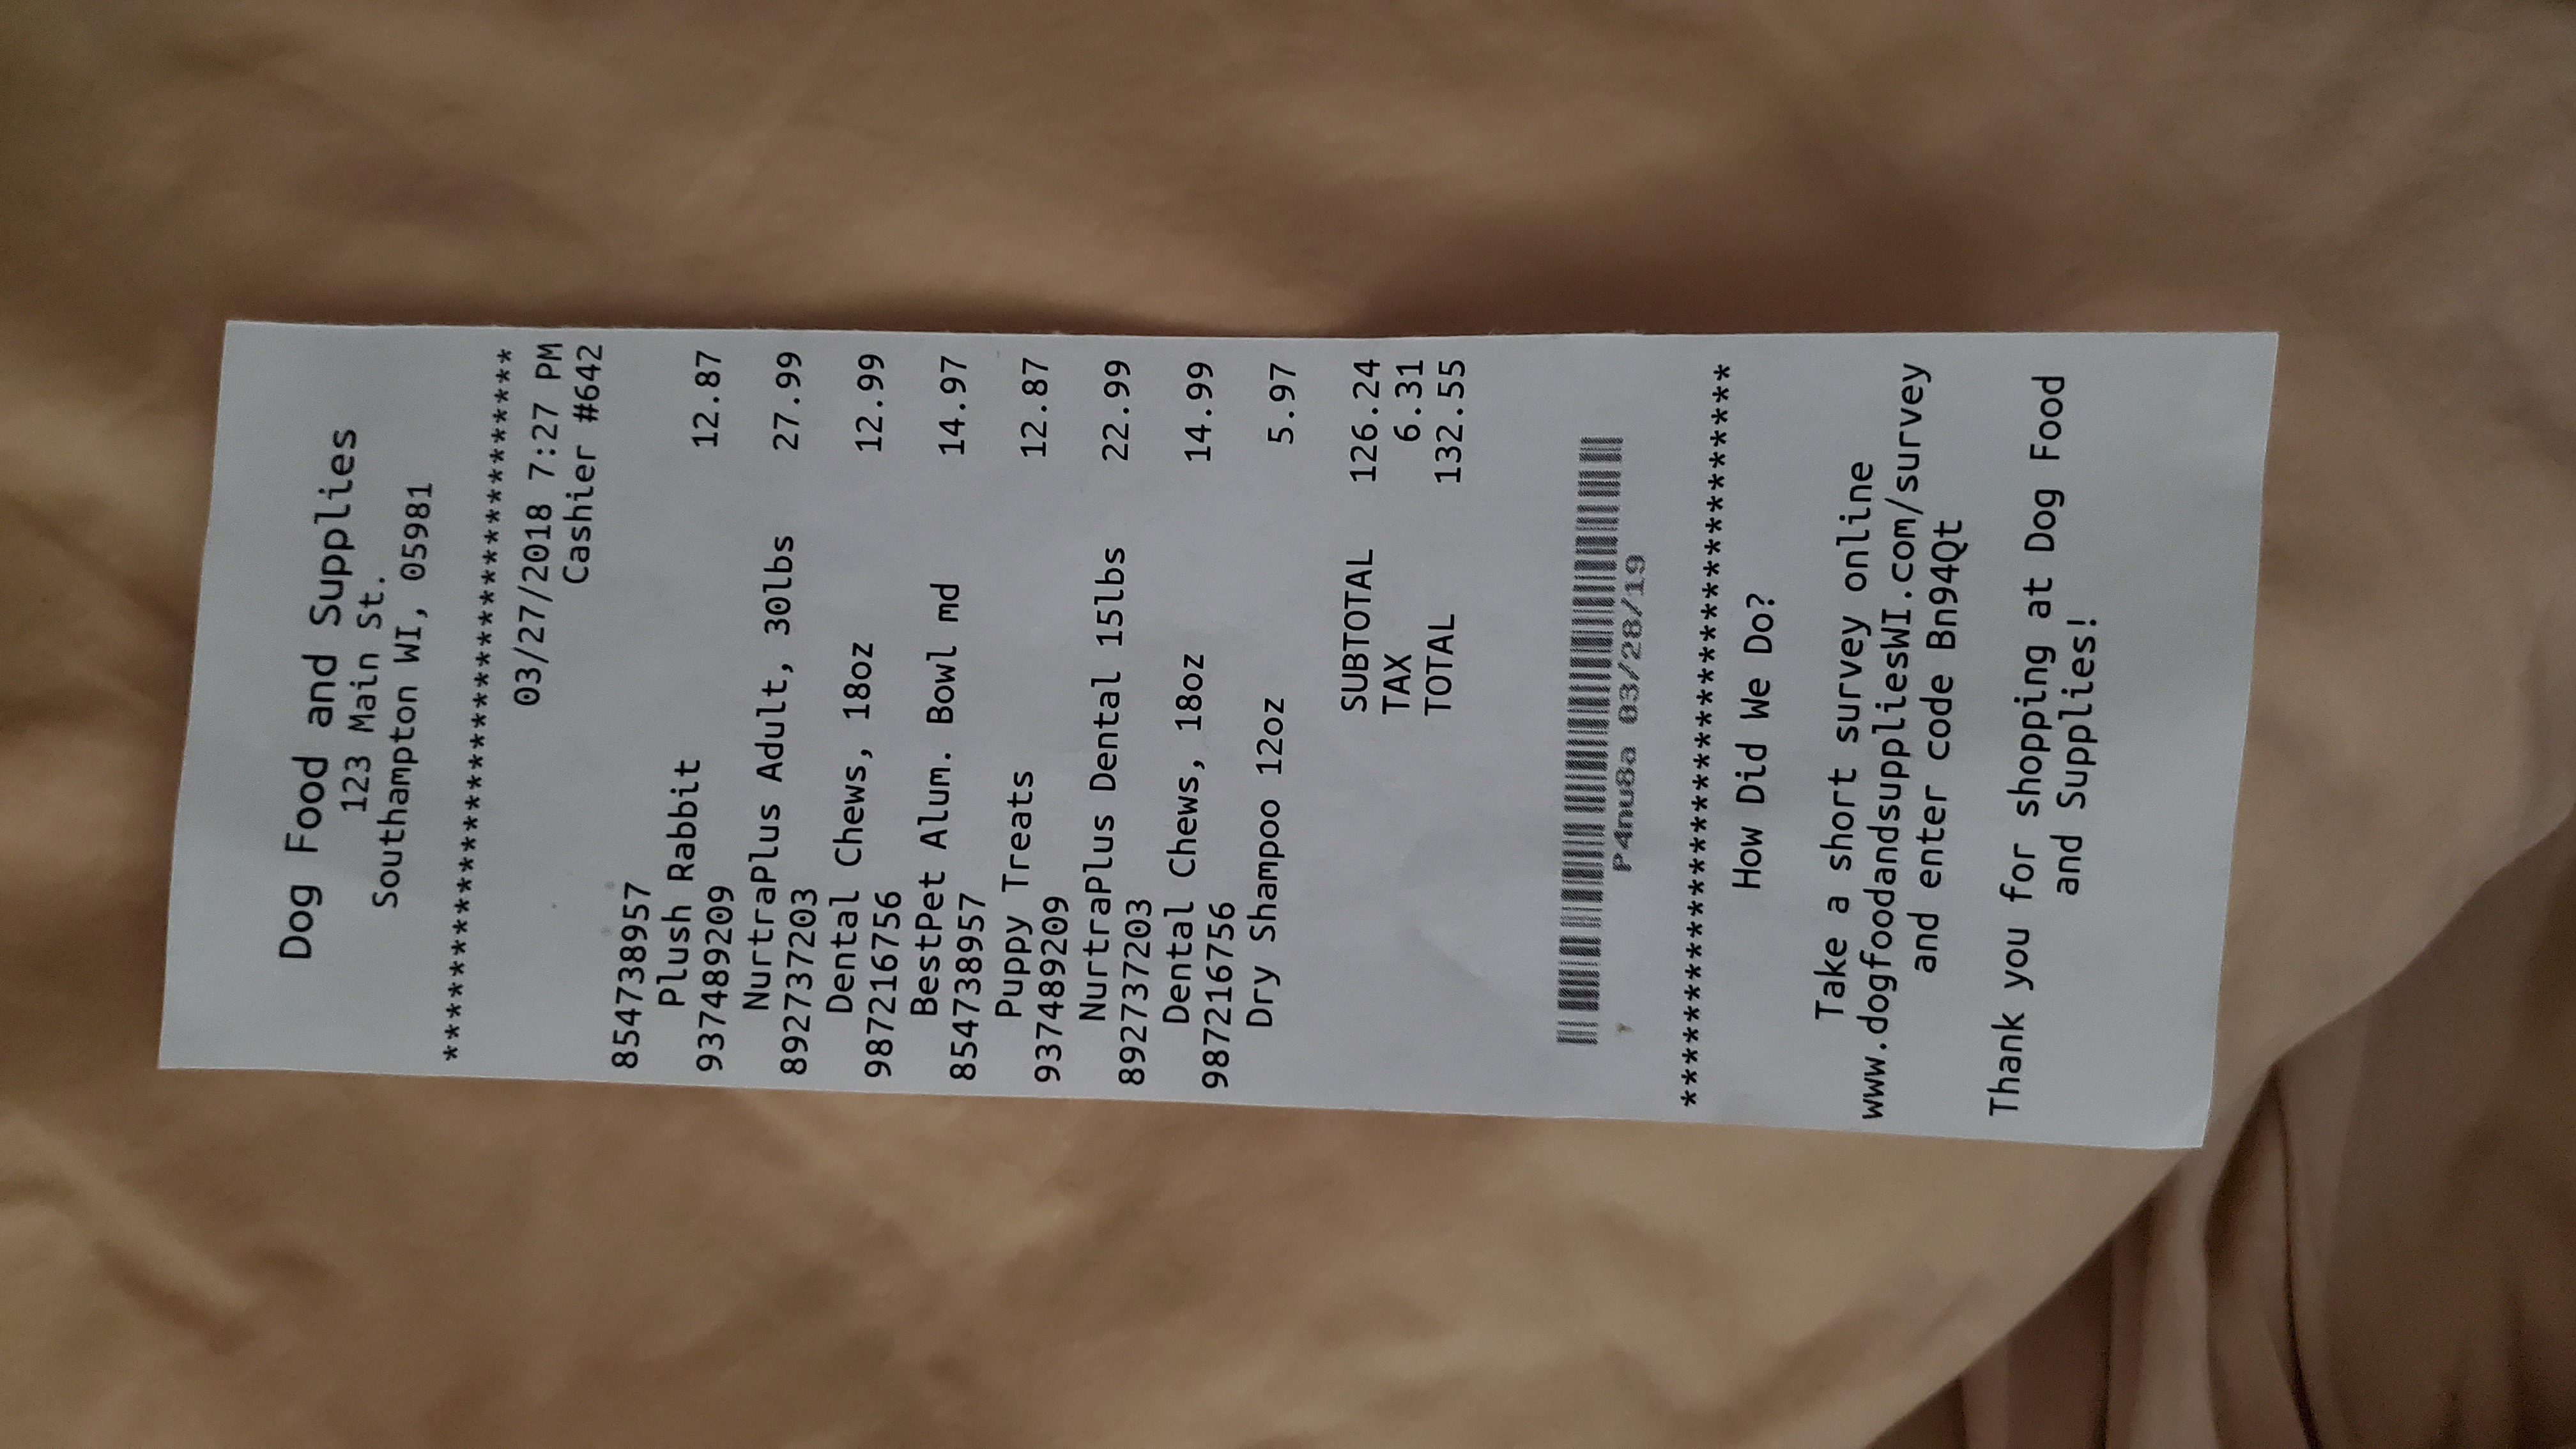 Dog Food and Supplies
123 Main St.
Southampton WI, 05981
***********************************
03/27/2018 7:27 PM
Cashier #642
854738957
Plush Rabbit 12.87
937489209
NurtraPlus Adult, 30lbs 27.99
892737203
Dental Chews, 18oz 12.99
987216756
BestPet Alum. Bowl md 14.97
854738957
Puppy Treats 12.87
937489209
NurtraPlus Dental 15lbs 22.99
892737203
Dental Chews, 18oz 14.99
987216756
Dry Shampoo 12oz 5.97
SUBTOTAL 126.24
TAX 6.31
TOTAL 132.55
P4nu8a 03/28/19
***********************************
How Did We Do?
Take a short survey online
www.dogfoodandsuppliesWI.com/survey
and enter code Bn94Qt
Thank you for shopping at Dog Food
and Supplies!